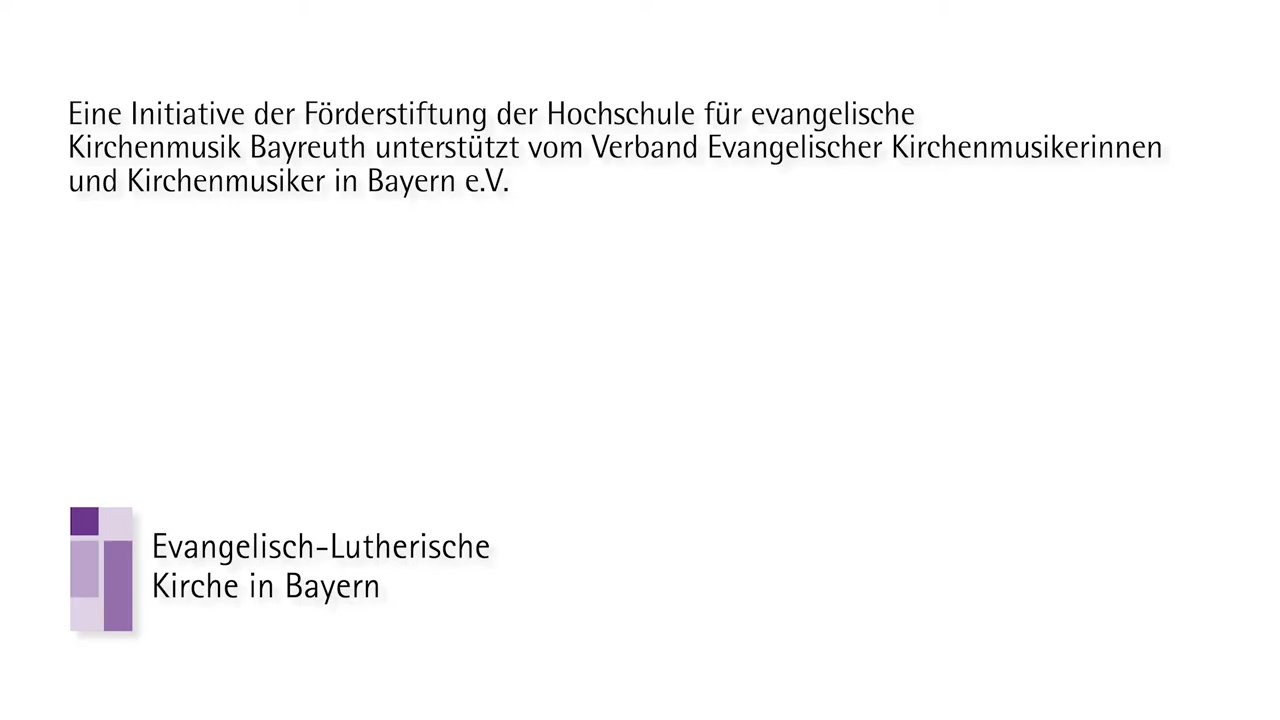 Eine Initiative der Förderstiftung der Hochschule für evangelische
Kirchenmusik Bayreuth unterstützt vom Verband Evangelischer Kirchenmusikerinnen
und Kirchenmusiker in Bayern e.V.
Evangelisch-Lutherische
Kirche in Bayern